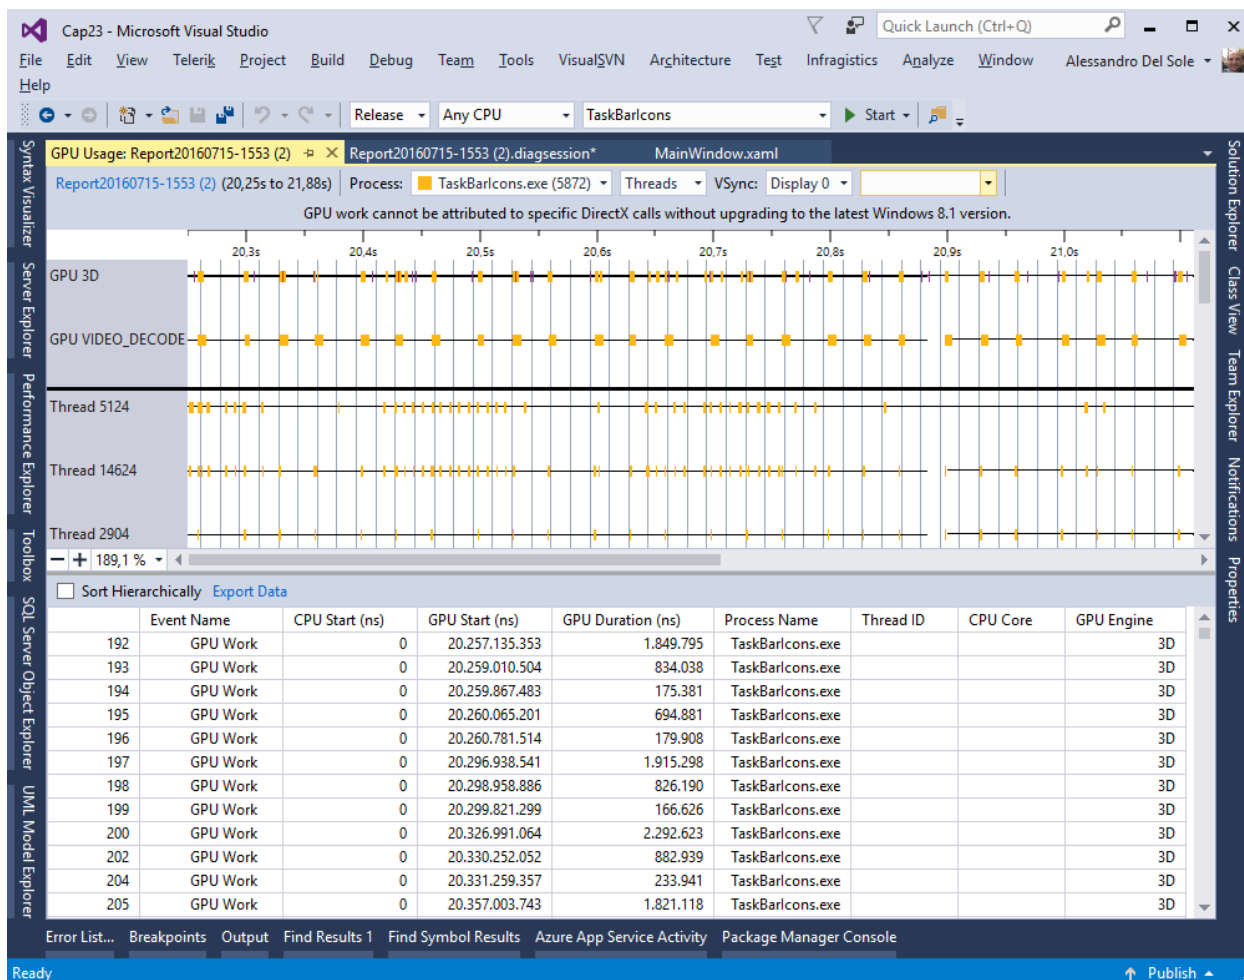 Cap23 - Microsoft Visual Studio
Quick Launch (Ctrl+Q)
File Edit View Telerik Project Build Debug Team Tools VisualSVN Architecture Test Infragistics Analyze Window Alessandro Del Sole
Help
Release Any CPU TaskBarIcons Start
GPU Usage: Report20160715-1553 (2) Report20160715-1553 (2).diagsession* MainWindow.xaml
Report20160715-1553 (2) (20,25s to 21,88s) Process: TaskBarIcons.exe (5872) Threads VSync: Display 0
GPU work cannot be attributed to specific DirectX calls without upgrading to the latest Windows 8.1 version.
20,3s 20,4s 20,5s 20,6s 20,7s 20,8s 20,9s 21,0s
GPU 3D
GPU VIDEO_DECODE
Thread 5124
Thread 14624
Thread 2904
189,1 %
Sort Hierarchically Export Data
Event Name CPU Start (ns) GPU Start (ns) GPU Duration (ns) Process Name Thread ID CPU Core GPU Engine
192 GPU Work 0 20.257.135.353 1.849.795 TaskBarIcons.exe 3D
193 GPU Work 0 20.259.010.504 834.038 TaskBarIcons.exe 3D
194 GPU Work 0 20.259.867.483 175.381 TaskBarIcons.exe 3D
195 GPU Work 0 20.260.065.201 694.881 TaskBarIcons.exe 3D
196 GPU Work 0 20.260.781.514 179.908 TaskBarIcons.exe 3D
197 GPU Work 0 20.296.938.541 1.915.298 TaskBarIcons.exe 3D
198 GPU Work 0 20.298.958.886 826.190 TaskBarIcons.exe 3D
199 GPU Work 0 20.299.821.299 166.626 TaskBarIcons.exe 3D
200 GPU Work 0 20.326.991.064 2.292.623 TaskBarIcons.exe 3D
202 GPU Work 0 20.330.252.052 882.939 TaskBarIcons.exe 3D
204 GPU Work 0 20.331.259.357 233.941 TaskBarIcons.exe 3D
205 GPU Work 0 20.357.003.743 1.821.118 TaskBarIcons.exe 3D
Syntax Visualizer
Server Explorer
Performance Explorer
Toolbox
SQL Server Object Explorer
UML Model Explorer
Solution Explorer
Class View
Team Explorer
Notifications
Properties
Error List... Breakpoints Output Find Results 1 Find Symbol Results Azure App Service Activity Package Manager Console
Ready Publish